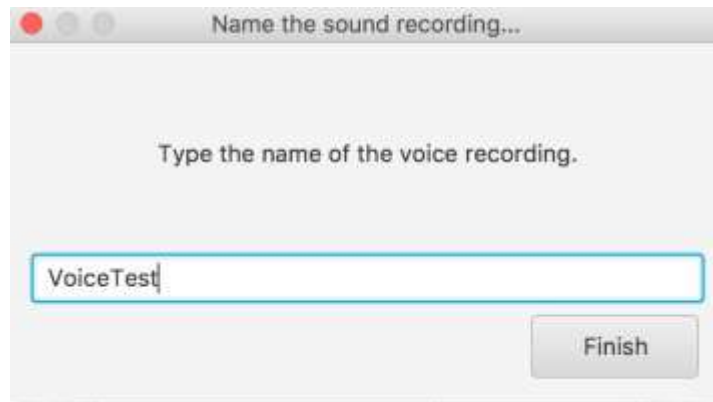 Name the sound recording...
Type the name of the voice recording.
VoiceTest
Finish